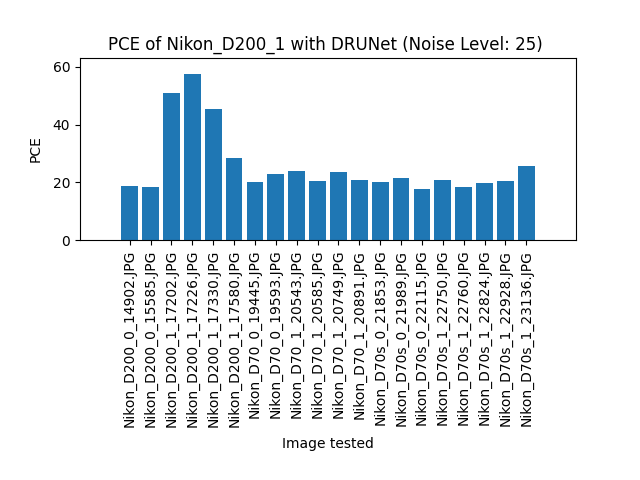 PCE of Nikon_D200_1 with DRUNet (Noise Level: 25)
60
40
20
0
PCE
Nikon_D200_0_14902.JPG
Nikon_D200_0_15585.JPG
Nikon_D200_1_17202.JPG
Nikon_D200_1_17226.JPG
Nikon_D200_1_17330.JPG
Nikon_D200_1_17580.JPG
Nikon_D70_0_19445.JPG
Nikon_D70_0_19593.JPG
Nikon_D70_1_20543.JPG
Nikon_D70_1_20585.JPG
Nikon_D70_1_20749.JPG
Nikon_D70_1_20891.JPG
Nikon_D70s_0_21853.JPG
Nikon_D70s_0_21989.JPG
Nikon_D70s_0_22115.JPG
Nikon_D70s_1_22750.JPG
Nikon_D70s_1_22760.JPG
Nikon_D70s_1_22824.JPG
Nikon_D70s_1_22928.JPG
Nikon_D70s_1_23136.JPG
Image tested